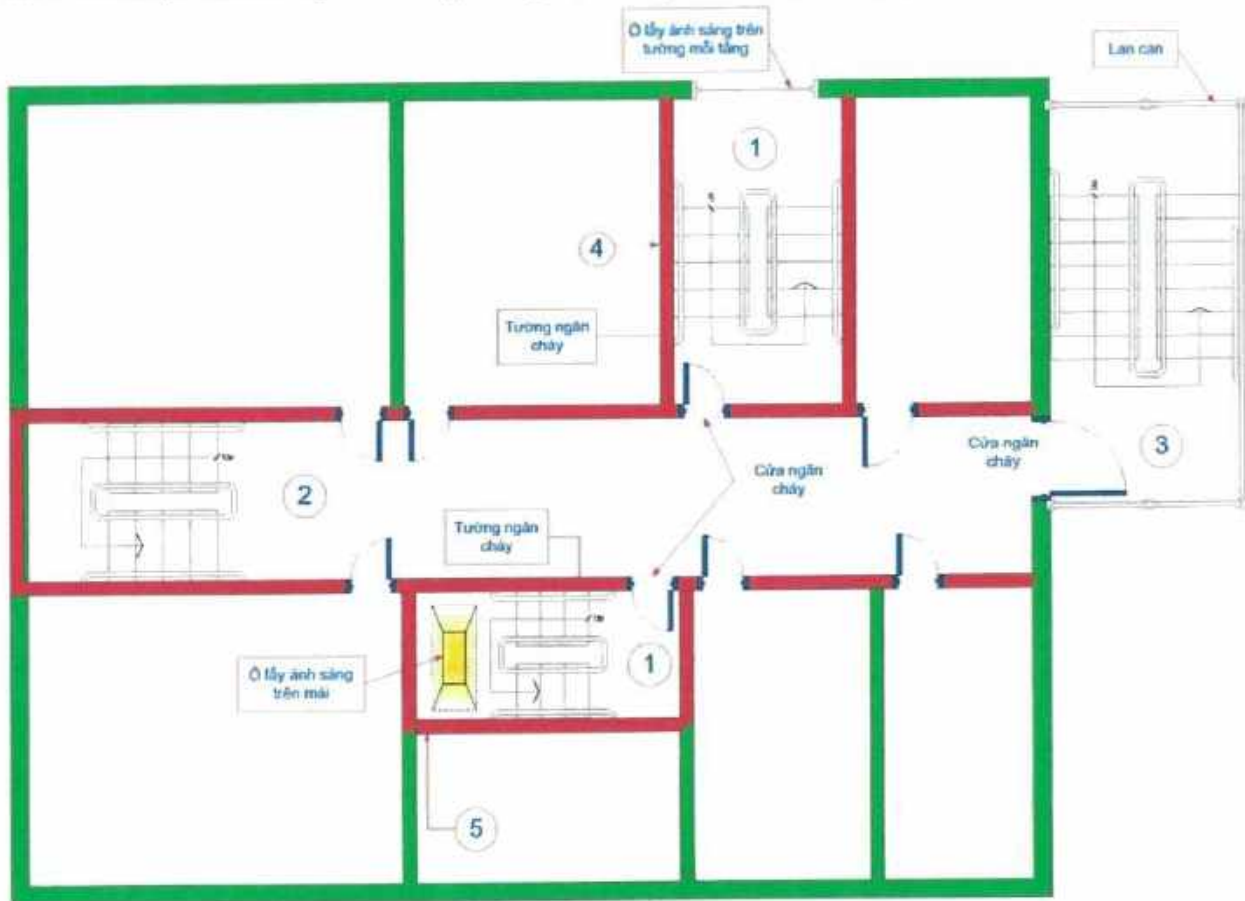 Ô lấy ánh sáng trên
tường mỗi tầng
Lan can
1
4
Tường ngăn
cháy
Cửa ngăn
cháy
3
2
Cửa ngăn
cháy
Tường ngăn
cháy
Ô lấy ánh sáng
trên mái
1
5